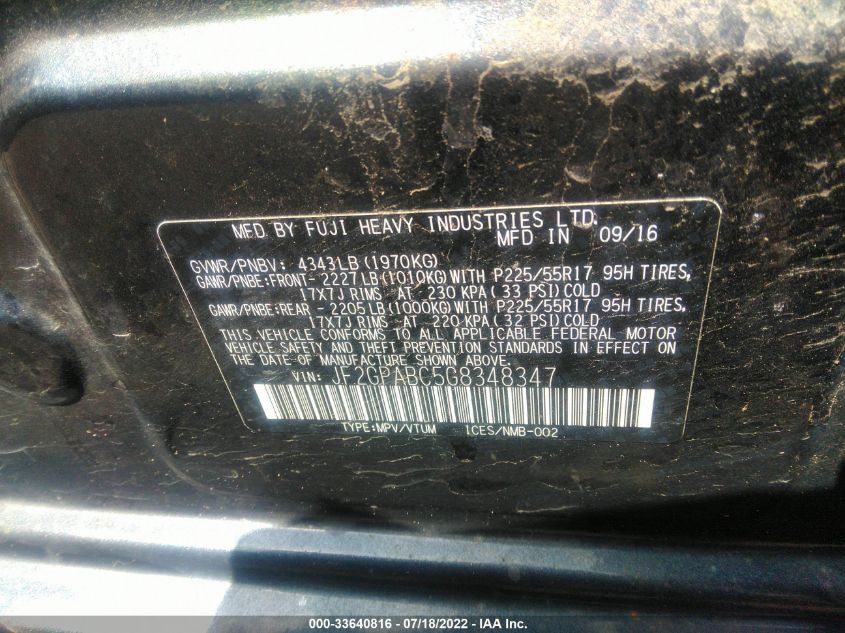 MFD BY FUJI HEAVY INDUSTRIES LTD.
MFD IN 09/16
GVWR/PNBV: 4343LB(1970KG)
GAWR/PNBE:FRONT- 2227LB(1010KG)WITH P225/55R17 95H TIRES,
17X7J RIMS AT 230 KPA(33 PSI)COLD
GAWR/PNBE:REAR - 2205LB(1000KG)WITH P225/55R17 95H TIRES,
17X7J RIMS AT 220 KPA(32 PSI)COLD
THIS VEHICLE CONFORMS TO ALL APPLICABLE FEDERAL MOTOR
VEHICLE SAFETY AND THEFT PREVENTION STANDARDS IN EFFECT ON
THE DATE OF MANUFACTURE SHOWN ABOVE.
VIN: JF2GPABC5G8348347
TYPE:MPV/VTUM ICES/NMB-002
000-33640816 / 07/18/2022 - IAA Inc.